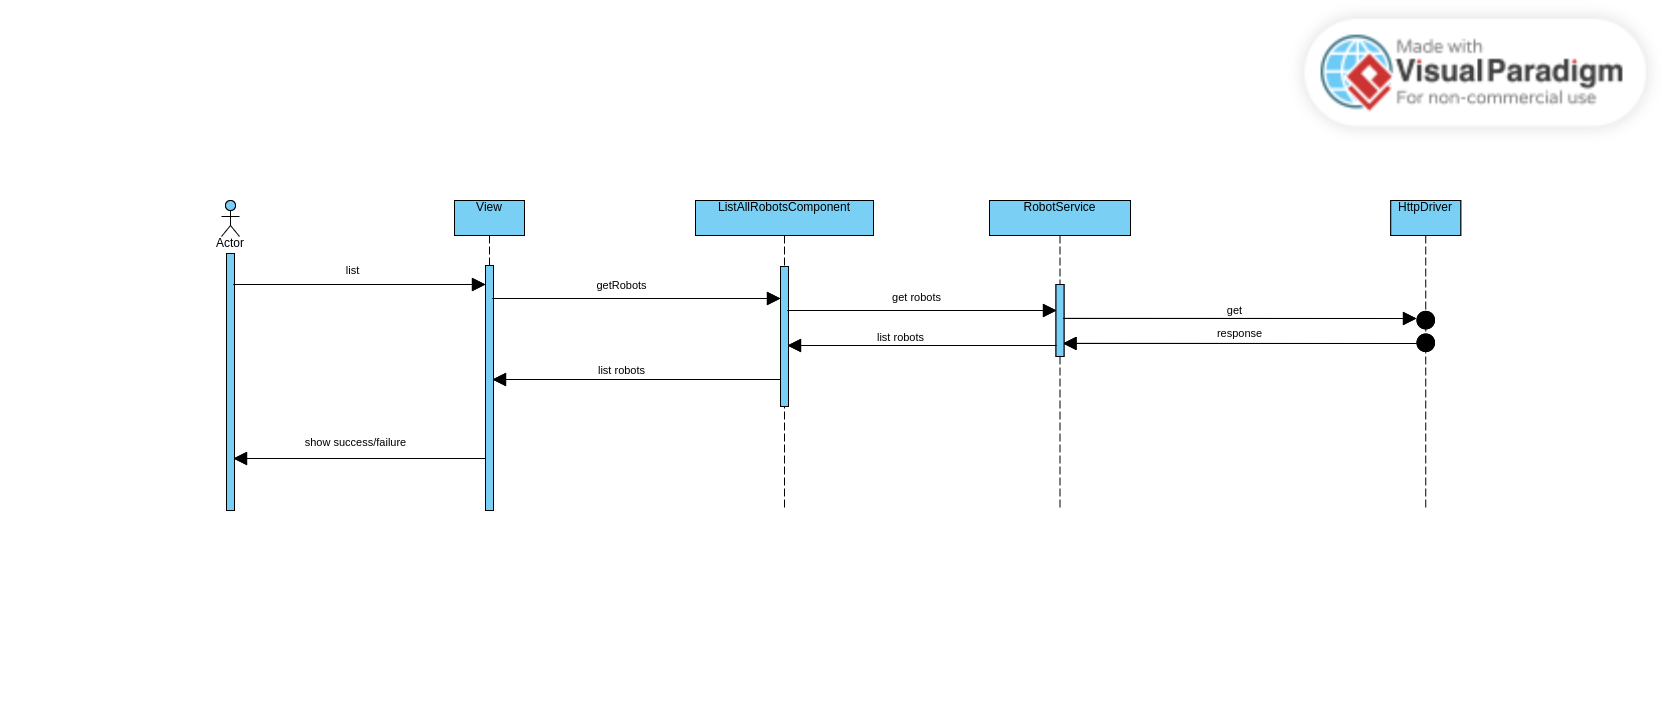 Made with
Visual Paradigm
For non-commercial use
Actor
View
ListAllRobotsComponent
RobotService
HttpDriver
list
getRobots
get robots
get
response
list robots
list robots
show success/failure